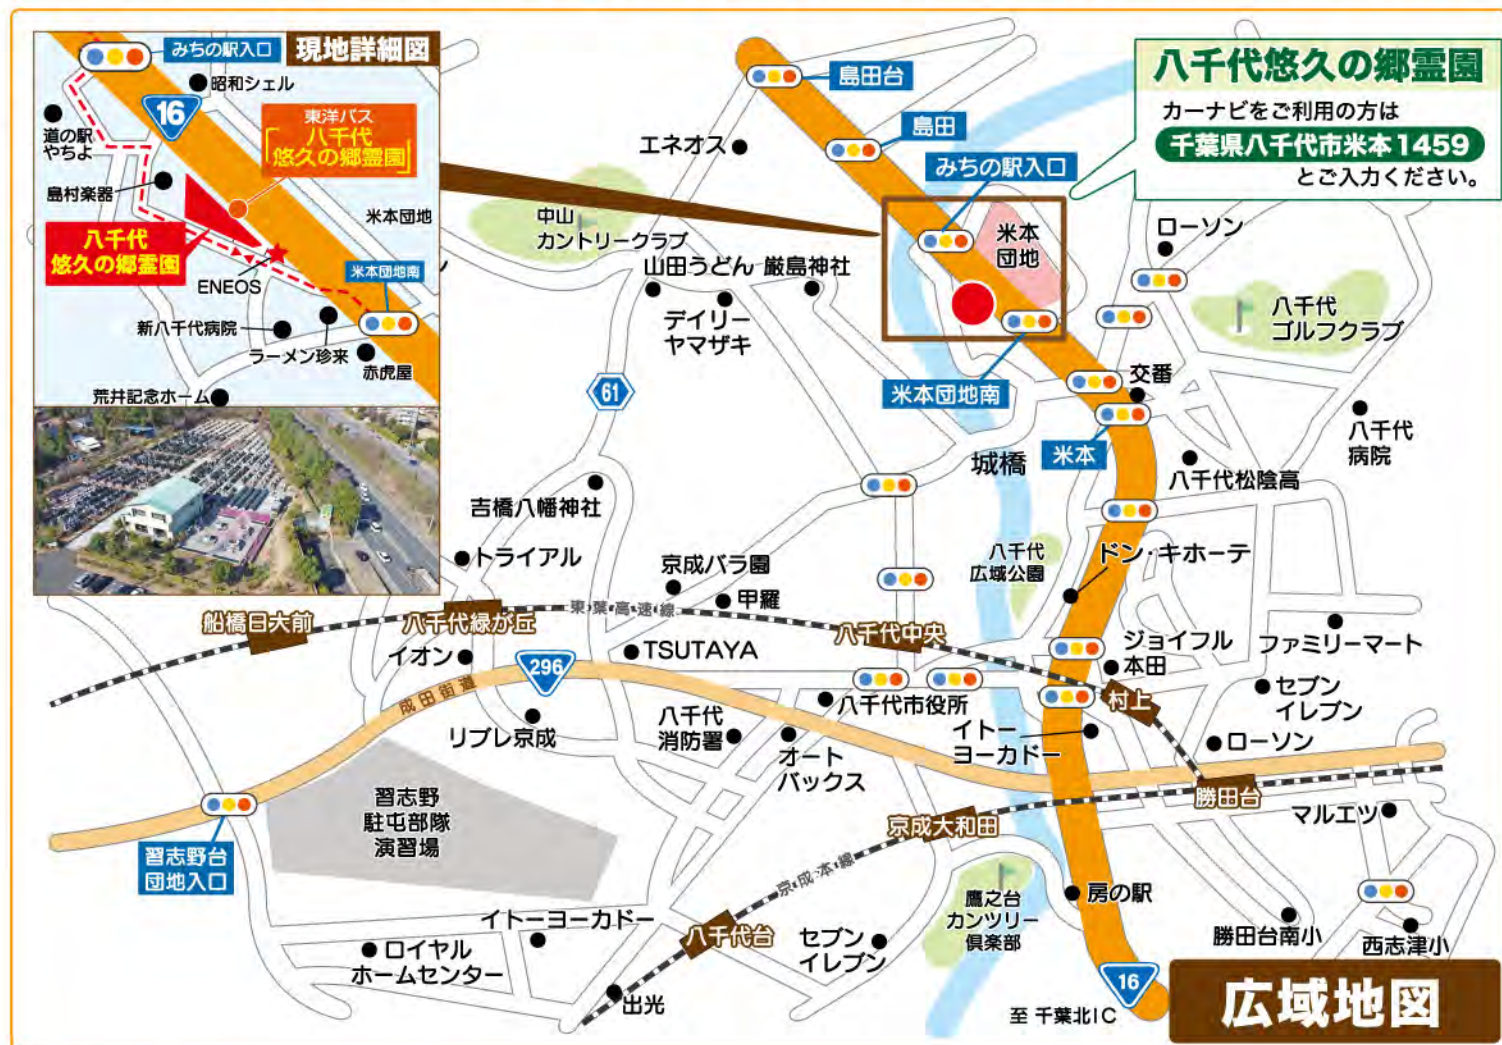 みちの駅入口
現地詳細図
昭和シェル
16
東洋バス
「八千代
悠久の郷霊園」
道の駅
やちよ
島村楽器
米本団地
八千代
悠久の郷霊園
ENEOS
米本団地南
新八千代病院
ラーメン珍来
赤虎屋
荒井記念ホーム
八千代悠久の郷霊園
カーナビをご利用の方は
千葉県八千代市米本1459
とご入力ください。
島田台
島田
エネオス
みちの駅入口
中山
カントリークラブ
米本
団地
ローソン
山田うどん
厳島神社
デイリー
ヤマザキ
八千代
ゴルフクラブ
米本団地南
交番
61
米本
八千代
病院
城橋
八千代松陰高
吉橋八幡神社
トライアル
京成バラ園
甲羅
八千代
広域公園
ドン・キホーテ
船橋日大前
八千代緑が丘
東葉高速線
八千代中央
イオン
TSUTAYA
ジョイフル
本田
ファミリーマート
296
成田街道
セブン
イレブン
村上
リブレ京成
八千代
消防署
八千代市役所
イトー
ヨーカドー
オート
バックス
ローソン
勝田台
習志野
駐屯部隊
演習場
京成大和田
マルエツ
習志野台
団地入口
京成本線
鷹之台
カンツリー
倶楽部
房の駅
イトーヨーカドー
八千代台
セブン
イレブン
勝田台南小
西志津小
ロイヤル
ホームセンター
出光
16
至 千葉北IC
広域地図